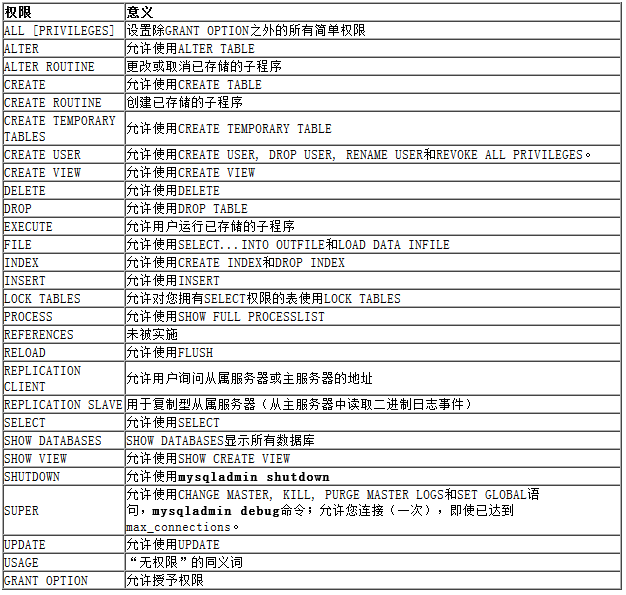 权限 意义
ALL [PRIVILEGES] 设置除GRANT OPTION之外的所有简单权限
ALTER 允许使用ALTER TABLE
ALTER ROUTINE 更改或取消已存储的子程序
CREATE 允许使用CREATE TABLE
CREATE ROUTINE 创建已存储的子程序
CREATE TEMPORARY
TABLES 允许使用CREATE TEMPORARY TABLE
CREATE USER 允许使用CREATE USER, DROP USER, RENAME USER和REVOKE ALL PRIVILEGES。
CREATE VIEW 允许使用CREATE VIEW
DELETE 允许使用DELETE
DROP 允许使用DROP TABLE
EXECUTE 允许用户运行已存储的子程序
FILE 允许使用SELECT...INTO OUTFILE和LOAD DATA INFILE
INDEX 允许使用CREATE INDEX和DROP INDEX
INSERT 允许使用INSERT
LOCK TABLES 允许对您拥有SELECT权限的表使用LOCK TABLES
PROCESS 允许使用SHOW FULL PROCESSLIST
REFERENCES 未被实施
RELOAD 允许使用FLUSH
REPLICATION
CLIENT 允许用户询问从属服务器或主服务器的地址
REPLICATION SLAVE 用于复制型从属服务器（从主服务器中读取二进制日志事件）
SELECT 允许使用SELECT
SHOW DATABASES SHOW DATABASES显示所有数据库
SHOW VIEW 允许使用SHOW CREATE VIEW
SHUTDOWN 允许使用mysqladmin shutdown
SUPER 允许使用CHANGE MASTER, KILL, PURGE MASTER LOGS和SET GLOBAL语
句，mysqladmin debug命令；允许您连接（一次），即使已达到
max_connections。
UPDATE 允许使用UPDATE
USAGE “无权限”的同义词
GRANT OPTION 允许授予权限